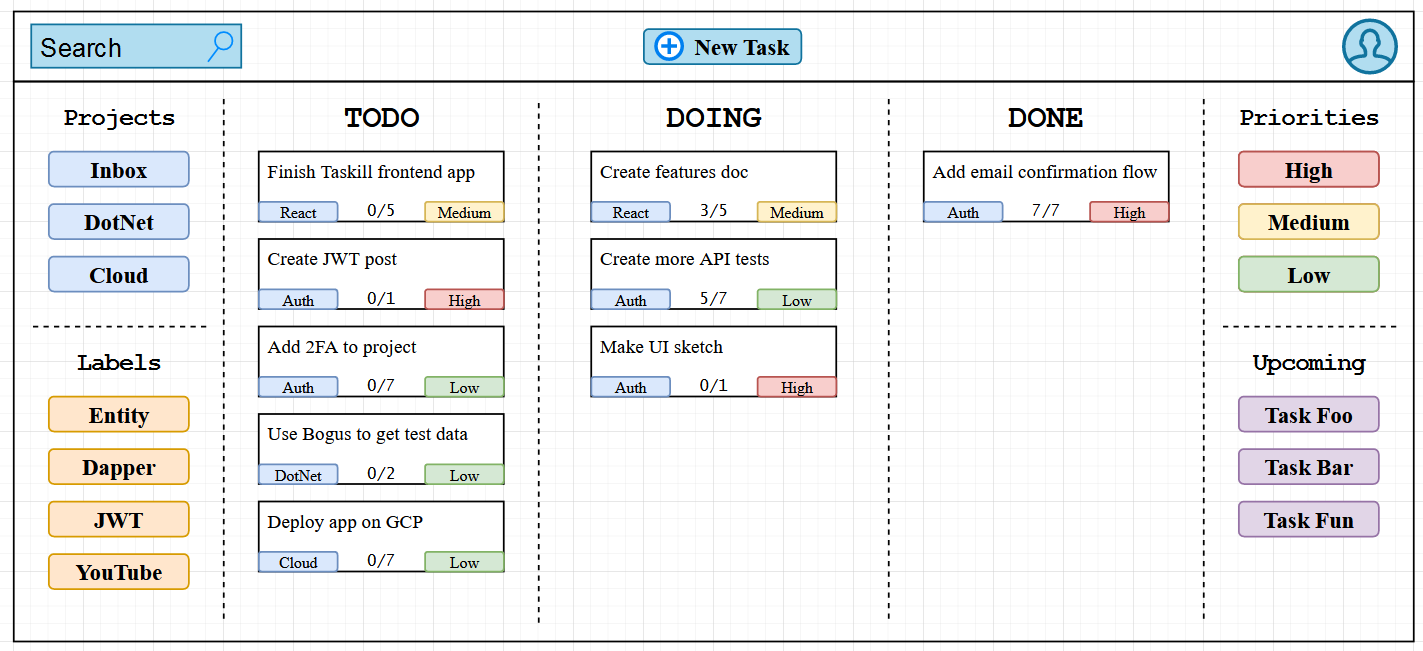 Search
New Task
Projects
Inbox
DotNet
Cloud
Labels
Entity
Dapper
JWT
YouTube
TODO
Finish Taskill frontend app
React 0/5 Medium
Create JWT post
Auth 0/1 High
Add 2FA to project
Auth 0/7 Low
Use Bogus to get test data
DotNet 0/2 Low
Deploy app on GCP
Cloud 0/7 Low
DOING
Create features doc
React 3/5 Medium
Create more API tests
Auth 5/7 Low
Make UI sketch
Auth 0/1 High
DONE
Add email confirmation flow
Auth 7/7 High
Priorities
High
Medium
Low
Upcoming
Task Foo
Task Bar
Task Fun